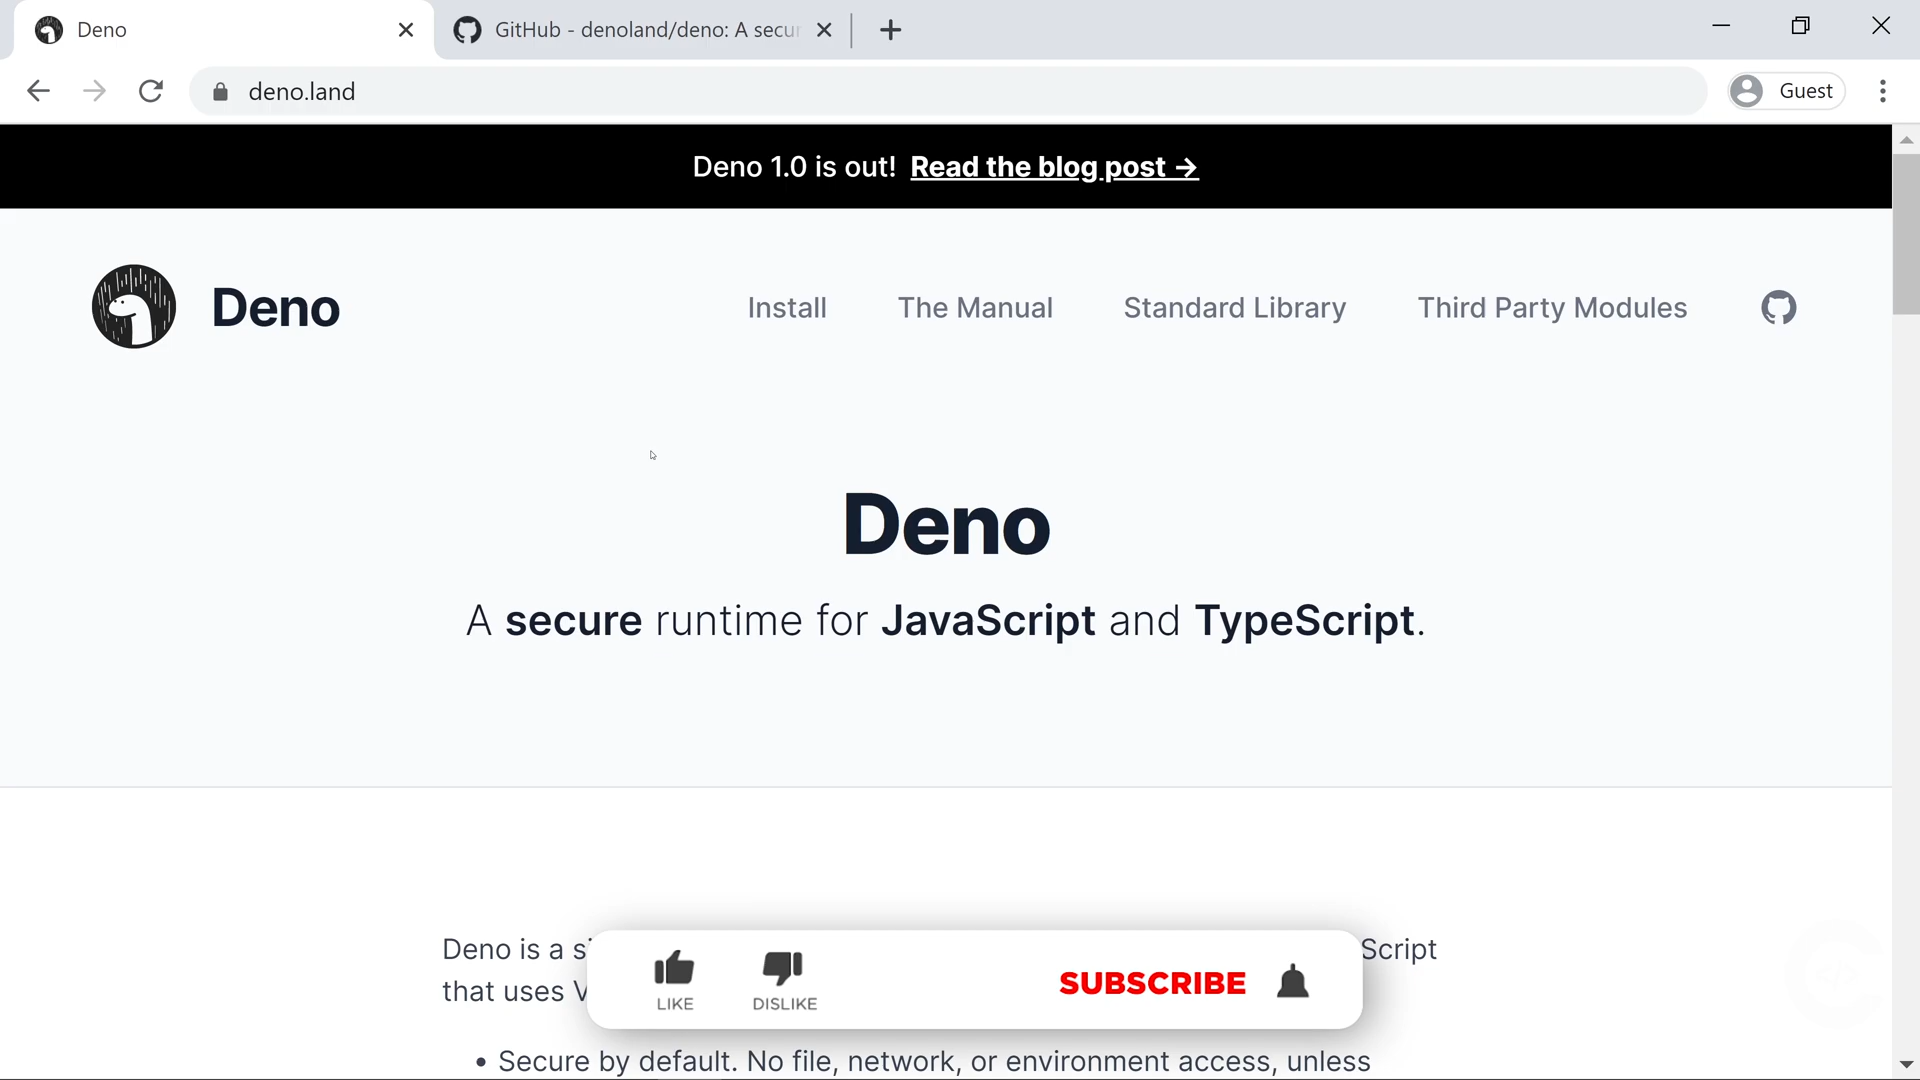 Deno
GitHub - denoland/deno: A secur
deno.land
Guest
Deno 1.0 is out! Read the blog post →
Deno
Install
The Manual
Standard Library
Third Party Modules
Deno
A secure runtime for JavaScript and TypeScript.
Deno is a si Script
that uses V
LIKE
DISLIKE
SUBSCRIBE
• Secure by default. No file, network, or environment access, unless